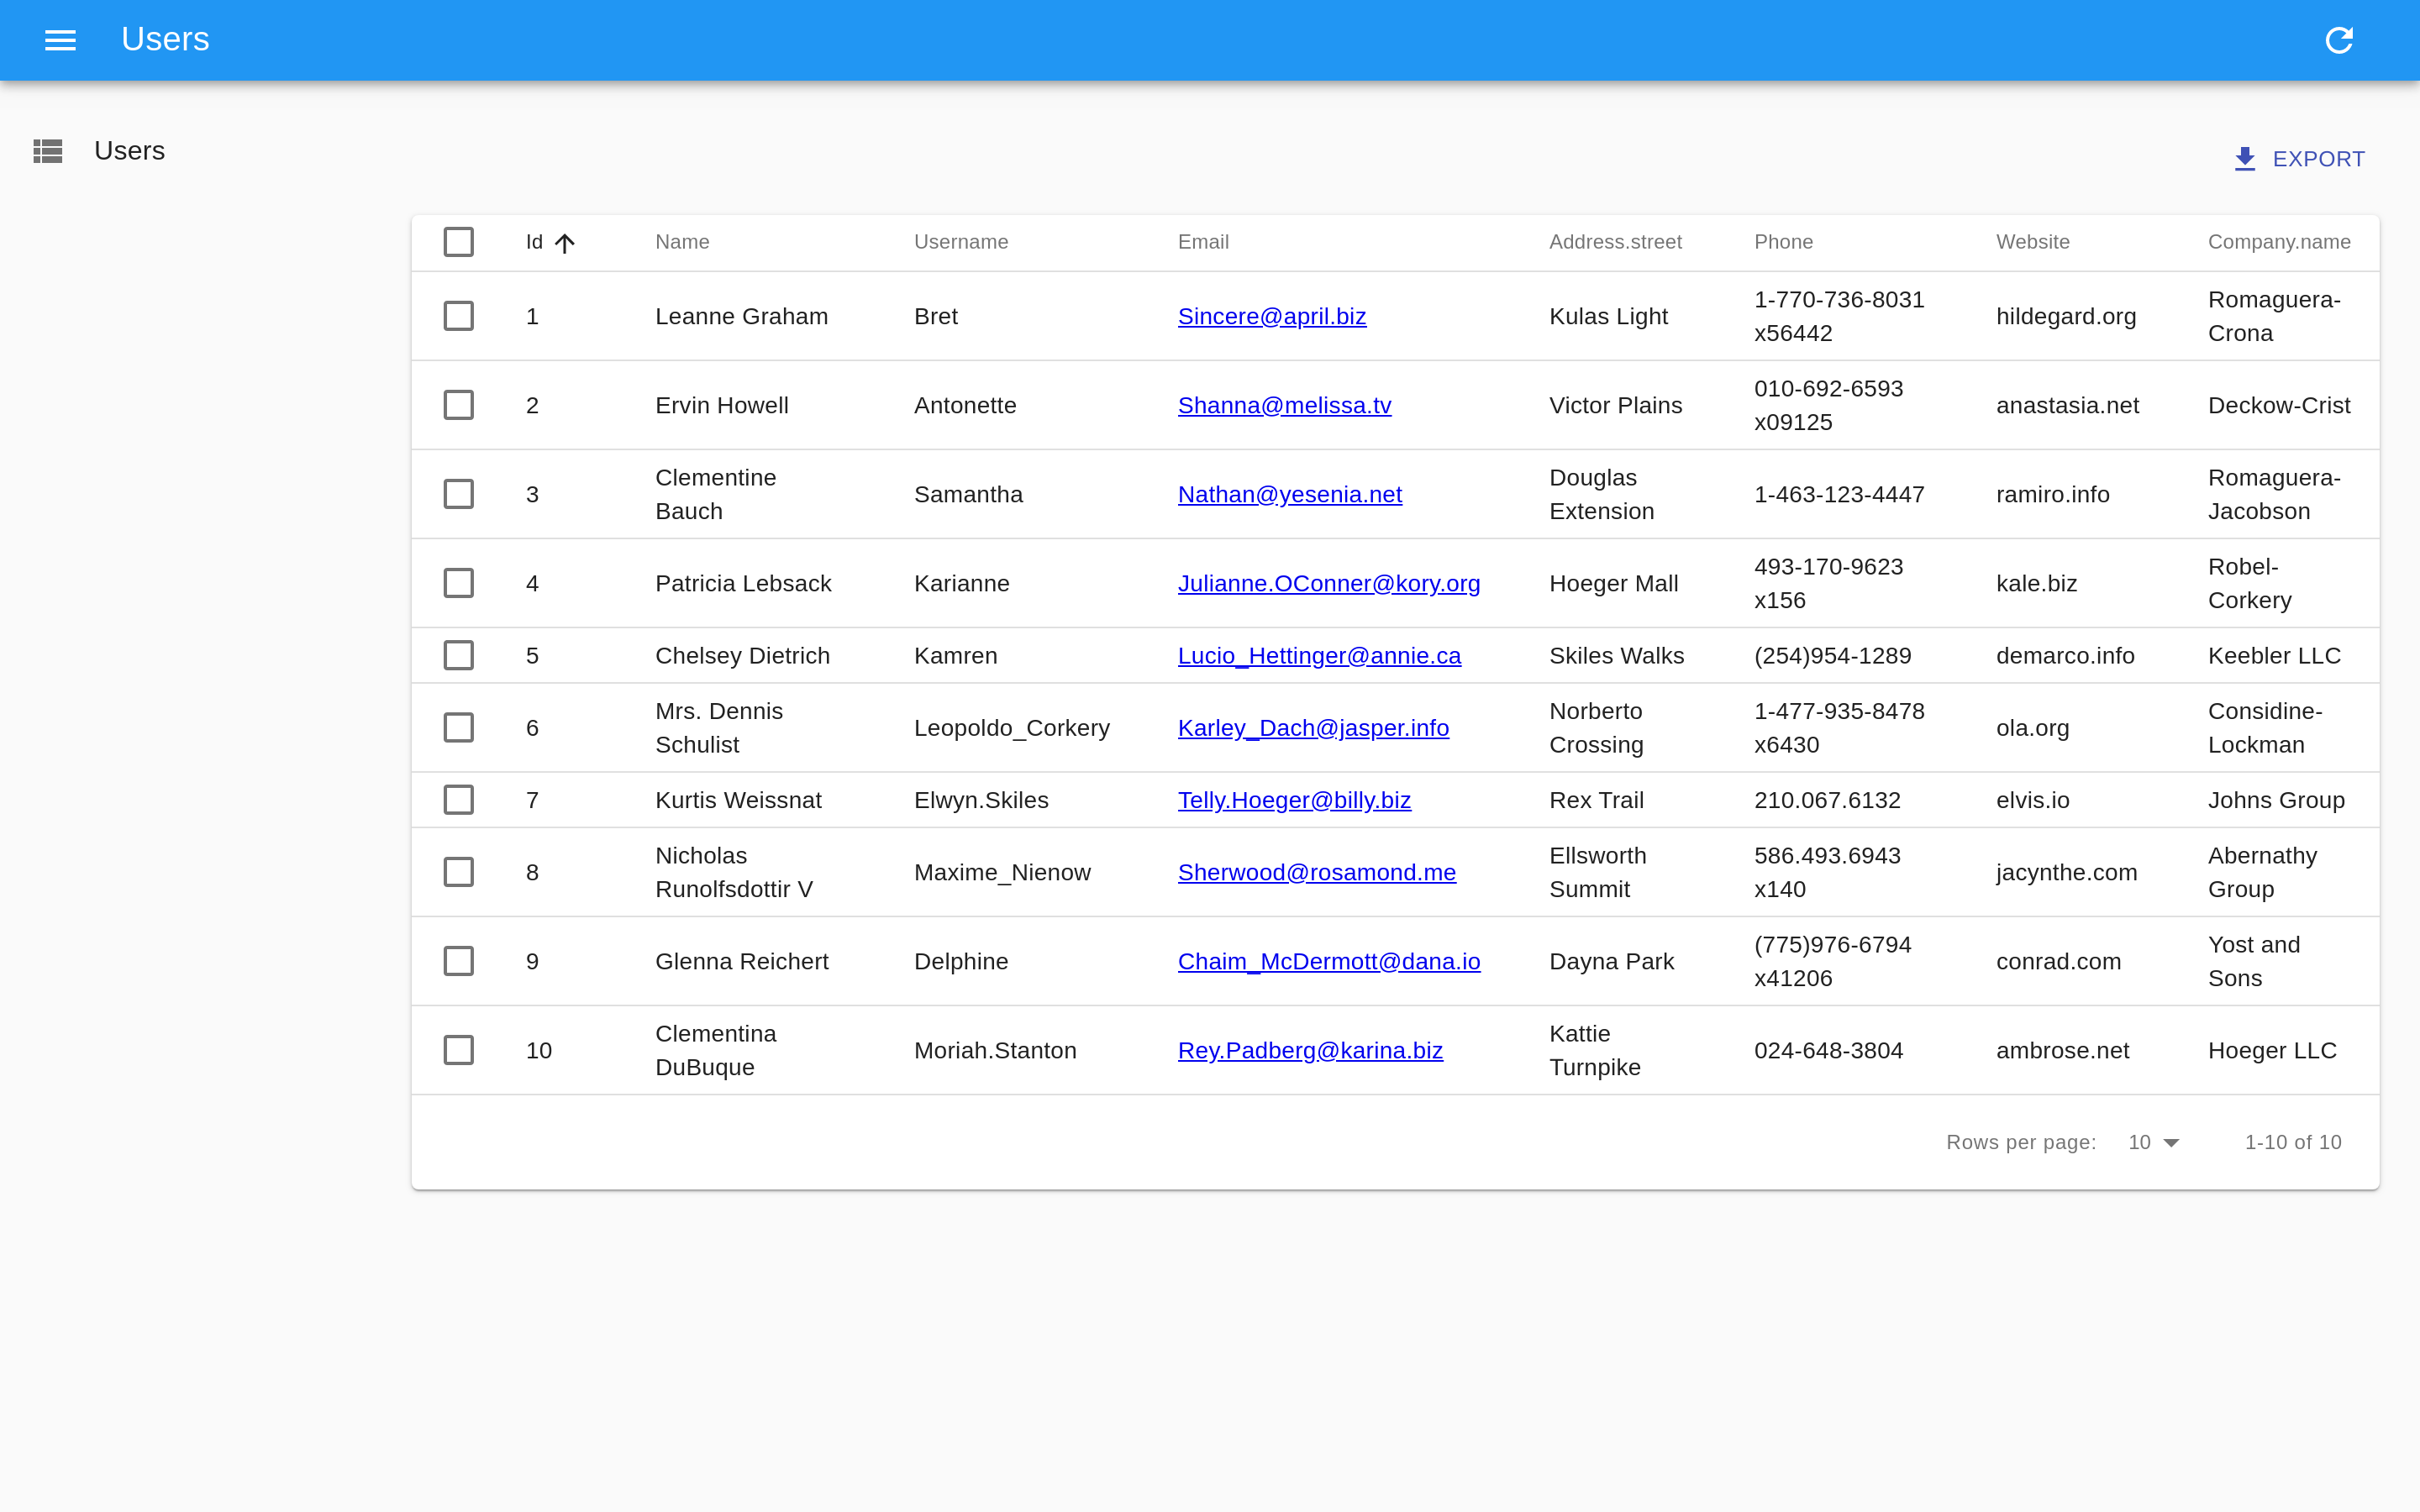 Users
Users
EXPORT
Id Name Username Email Address.street Phone Website Company.name
1 Leanne Graham Bret Sincere@april.biz Kulas Light 1-770-736-8031 x56442 hildegard.org Romaguera-Crona
2 Ervin Howell Antonette Shanna@melissa.tv Victor Plains 010-692-6593 x09125 anastasia.net Deckow-Crist
3 Clementine Bauch Samantha Nathan@yesenia.net Douglas Extension 1-463-123-4447 ramiro.info Romaguera-Jacobson
4 Patricia Lebsack Karianne Julianne.OConner@kory.org Hoeger Mall 493-170-9623 x156 kale.biz Robel-Corkery
5 Chelsey Dietrich Kamren Lucio_Hettinger@annie.ca Skiles Walks (254)954-1289 demarco.info Keebler LLC
6 Mrs. Dennis Schulist Leopoldo_Corkery Karley_Dach@jasper.info Norberto Crossing 1-477-935-8478 x6430 ola.org Considine-Lockman
7 Kurtis Weissnat Elwyn.Skiles Telly.Hoeger@billy.biz Rex Trail 210.067.6132 elvis.io Johns Group
8 Nicholas Runolfsdottir V Maxime_Nienow Sherwood@rosamond.me Ellsworth Summit 586.493.6943 x140 jacynthe.com Abernathy Group
9 Glenna Reichert Delphine Chaim_McDermott@dana.io Dayna Park (775)976-6794 x41206 conrad.com Yost and Sons
10 Clementina DuBuque Moriah.Stanton Rey.Padberg@karina.biz Kattie Turnpike 024-648-3804 ambrose.net Hoeger LLC
Rows per page: 10 1-10 of 10